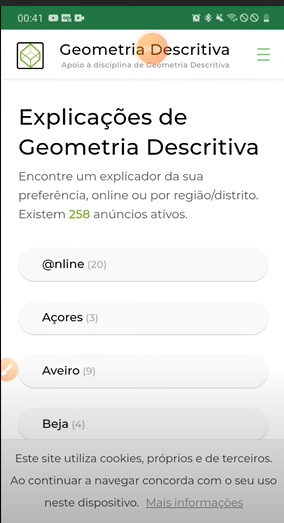 00:41
Geometria Descritiva
Apoio à disciplina de Geometria Descritiva
Explicações de
Geometria Descritiva
Encontre um explicador da sua
preferência, online ou por região/distrito.
Existem 258 anúncios ativos.
@nline (20)
Açores (3)
Aveiro (9)
Beja (4)
Este site utiliza cookies, próprios e de terceiros.
Ao continuar a navegar concorda com o seu uso
neste dispositivo. Mais informações